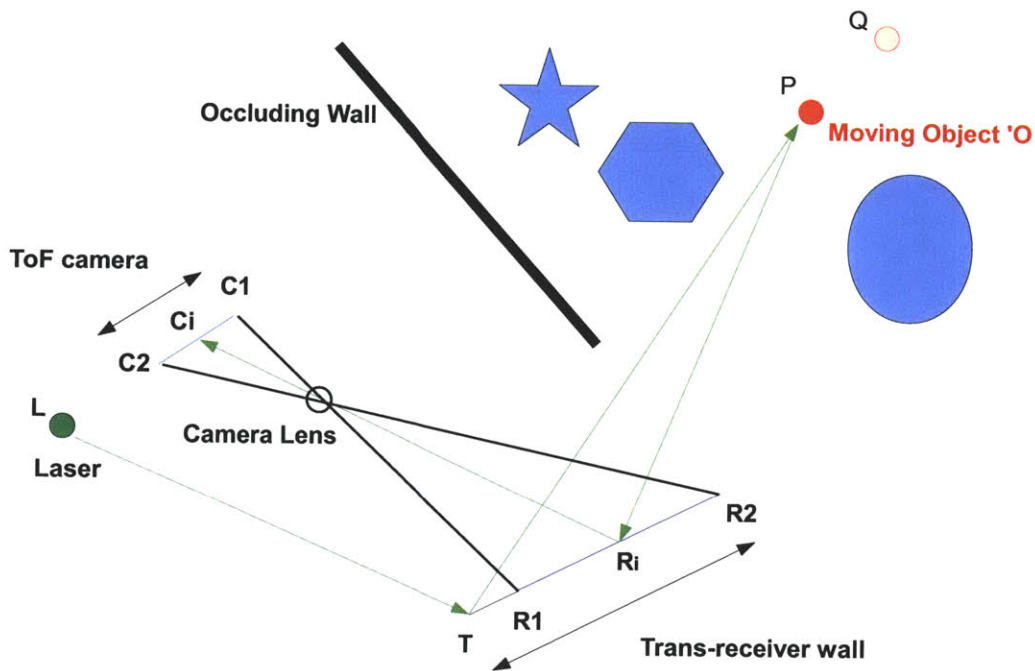 Q
P
Occluding Wall
Moving Object 'O
ToF camera
C1
Ci
C2
L
Camera Lens
Laser
R2
Ri
R1
T
Trans-receiver wall